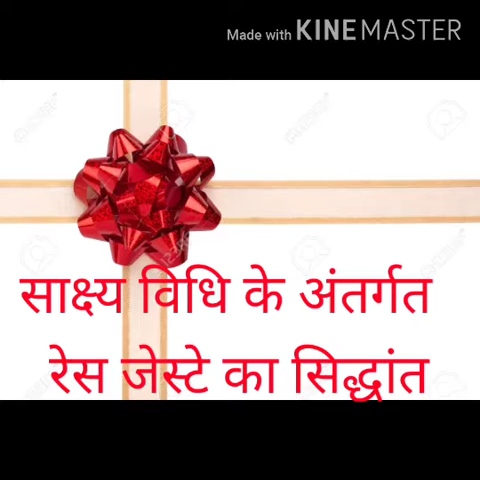 Made with KINEMASTER
साक्ष्य विधि के अंतर्गत
रेस जेस्टे का सिद्धांत